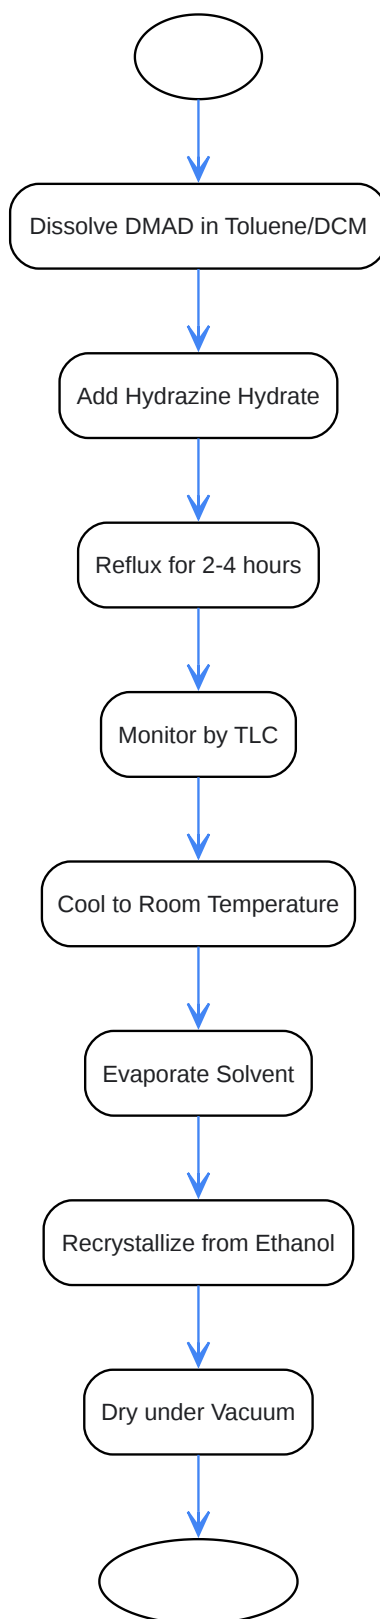 Dissolve DMAD in Toluene/DCM
Add Hydrazine Hydrate
Reflux for 2-4 hours
Monitor by TLC
Cool to Room Temperature
Evaporate Solvent
Recrystallize from Ethanol
Dry under Vacuum